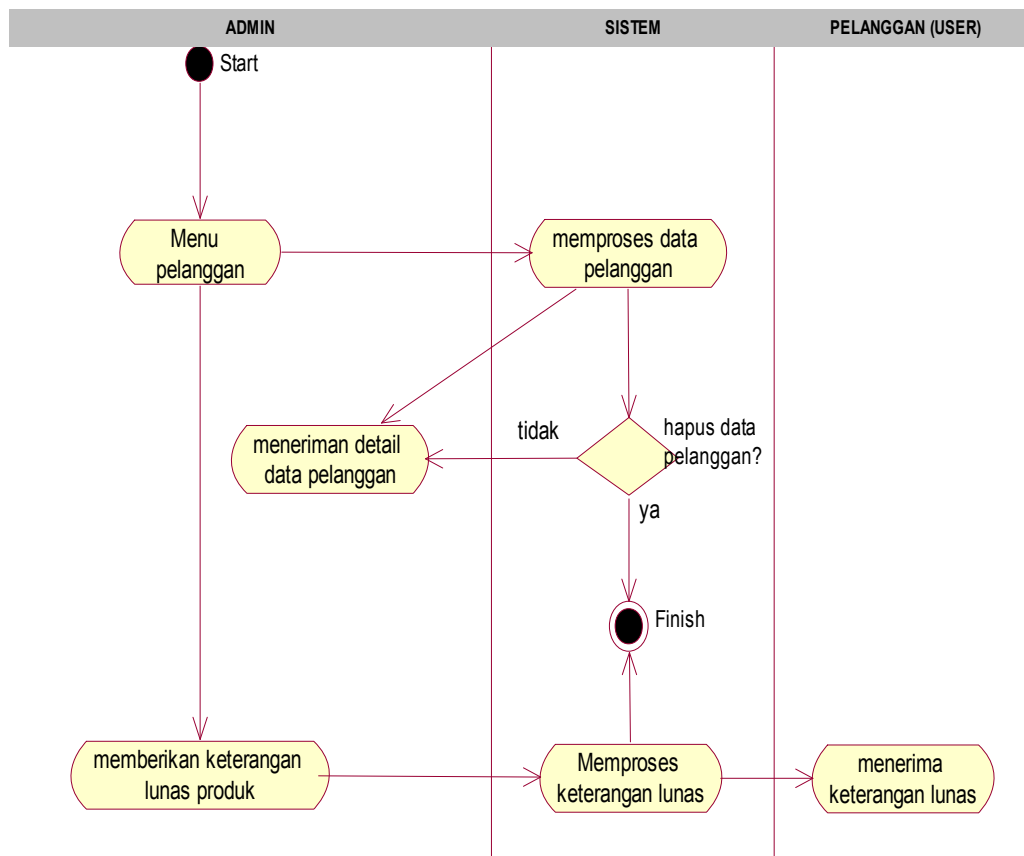 ADMIN
SISTEM
PELANGGAN (USER)
Start
Menu
pelanggan
memproses data
pelanggan
meneriman detail
data pelanggan
tidak
hapus data
pelanggan?
ya
Finish
memberikan keterangan
lunas produk
Memproses
keterangan lunas
menerima
keterangan lunas